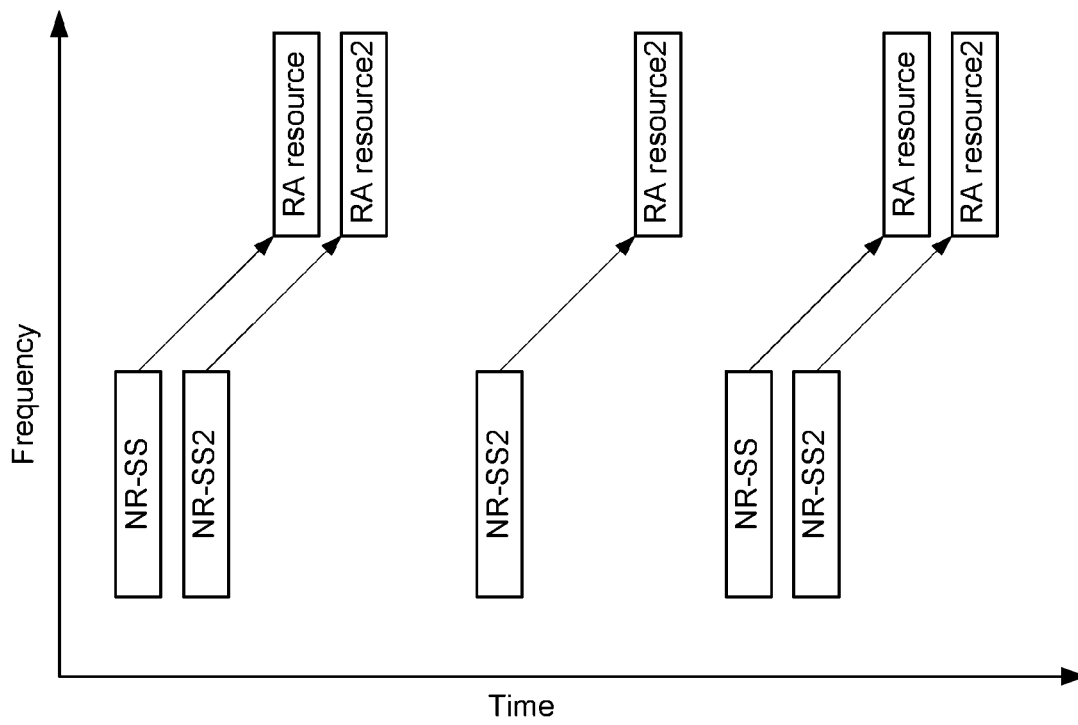 RA resource
RA resource2
RA resource2
RA resource
RA resource2
Frequency
NR-SS
NR-SS2
NR-SS2
NR-SS
NR-SS2
Time